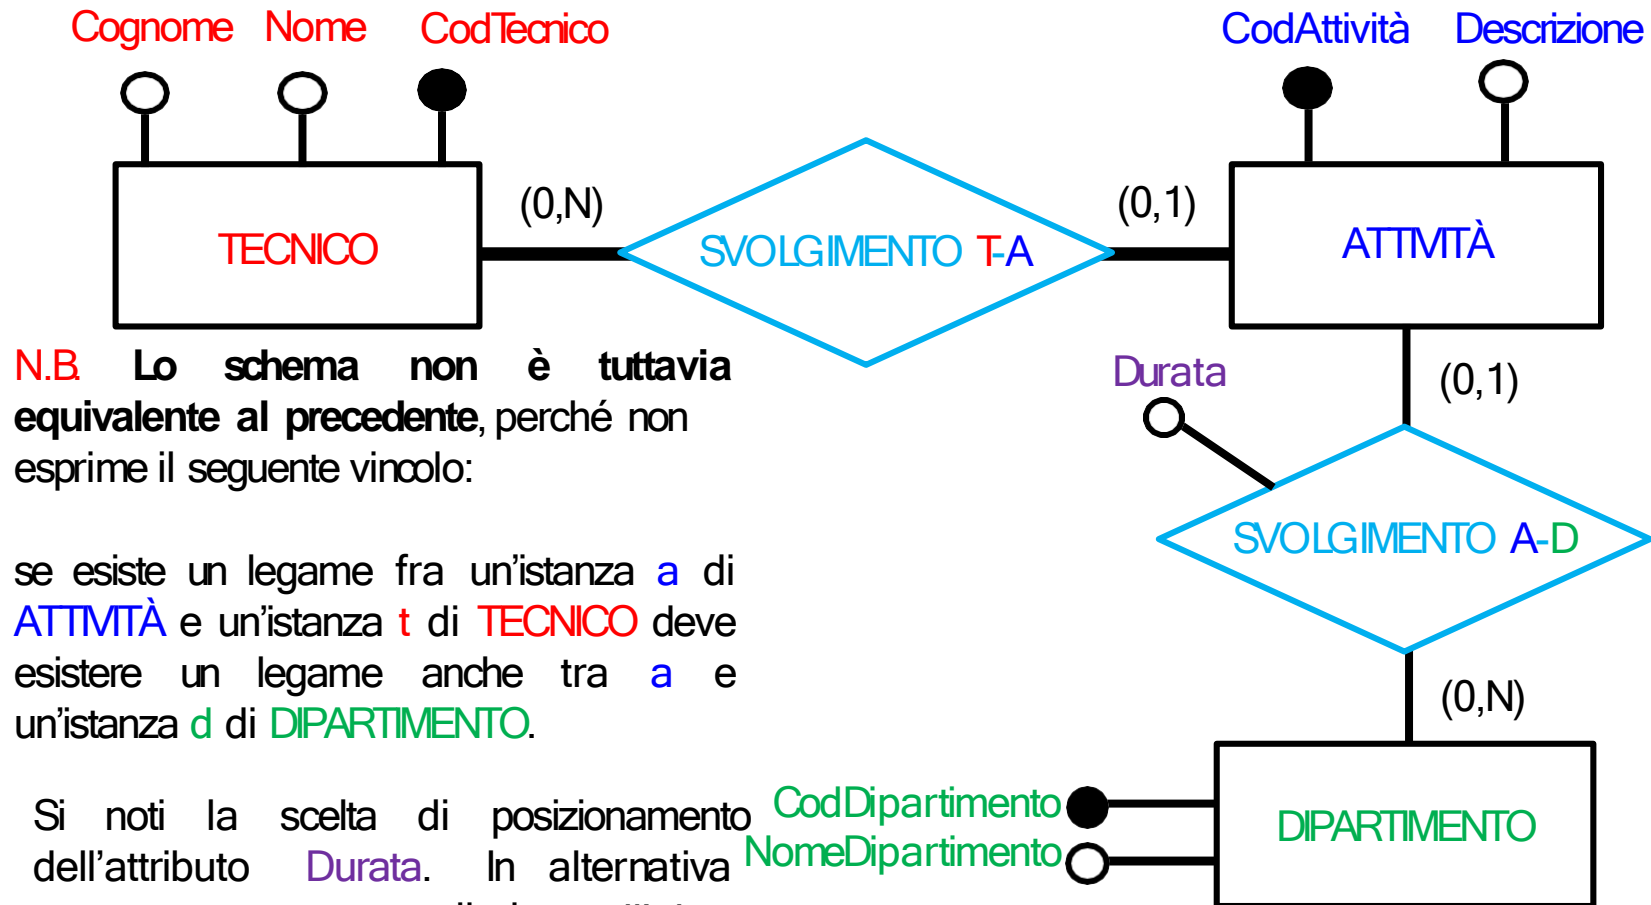 Cognome Nome CodTecnico
CodAttività Descrizione
(0,N)
(0,1)
TECNICO
SVOLGIMENTO T-A
ATTIVITÀ
N.B. Lo schema non è tuttavia
equivalente al precedente, perché non
esprime il seguente vincolo:
Durata
(0,1)
SVOLGIMENTO A-D
se esiste un legame fra un'istanza a di
ATTIVITÀ e un'istanza t di TECNICO deve
esistere un legame anche tra a e
un'istanza d di DIPARTIMENTO.
(0,N)
Si noti la scelta di posizionamento
dell'attributo Durata. In alternativa
CodDipartimento
NomeDipartimento
DIPARTIMENTO